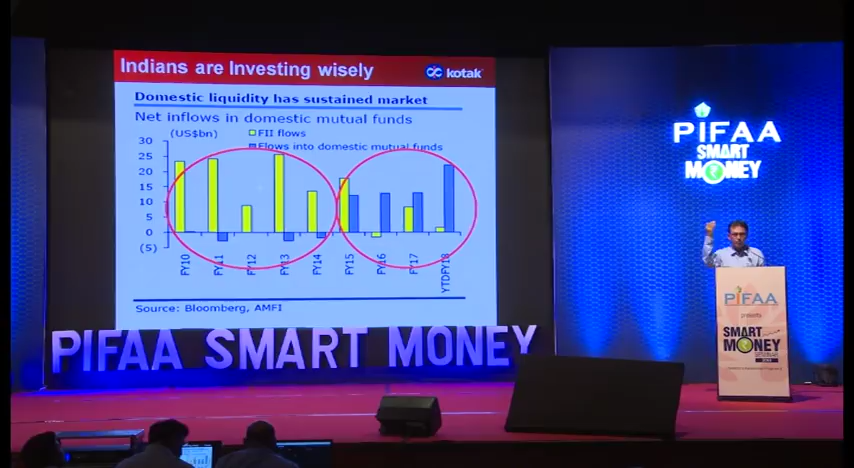 Indians are Investing wisely
kotak
Domestic liquidity has sustained market
Net inflows in domestic mutual funds
(US$bn)
FII flows
Flows into domestic mutual funds
30
25
20
15
10
5
0
(5)
FY10
FY11
FY12
FY13
FY14
FY15
FY16
FY17
YTDFY18
Source: Bloomberg, AMFI
PIFAA SMART MONEY
PIFAA
SMART
MONEY
PIFAA
presents
SMART
MONEY